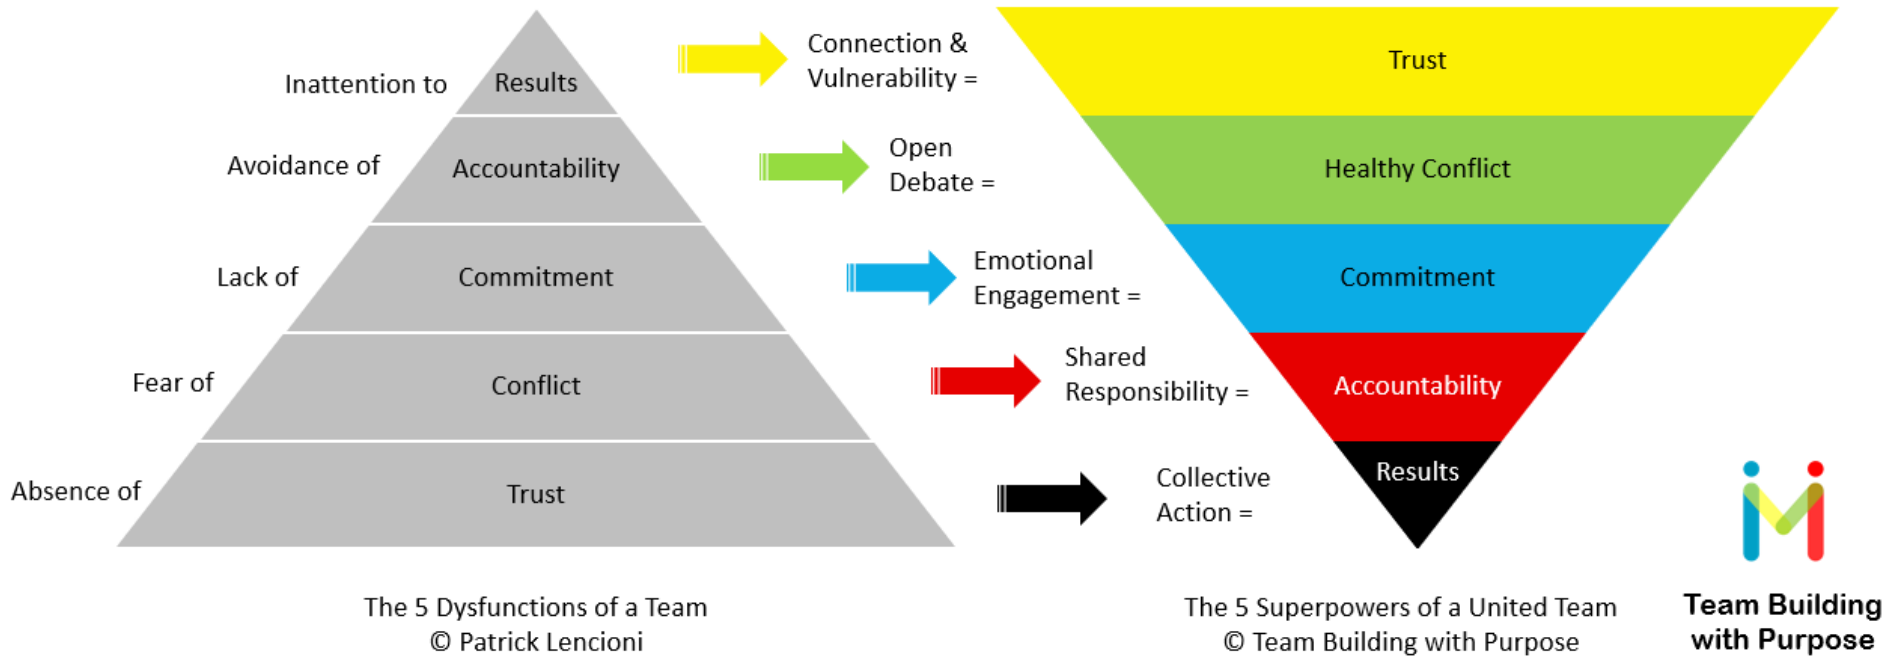 Inattention to
Results
Avoidance of
Accountability
Lack of
Commitment
Fear of
Conflict
Absence of
Trust
The 5 Dysfunctions of a Team
© Patrick Lencioni
Connection &
Vulnerability =
Open
Debate =
Emotional
Engagement =
Shared
Responsibility =
Collective
Action =
Trust
Healthy Conflict
Commitment
Accountability
Results
The 5 Superpowers of a United Team
© Team Building with Purpose
Team Building
with Purpose